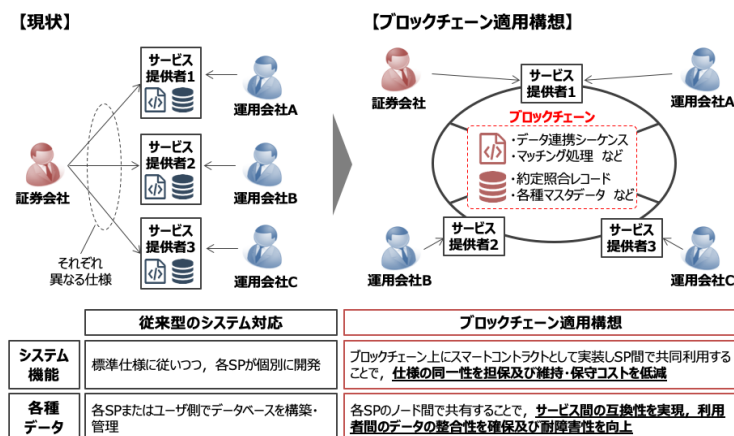 【現状】
【ブロックチェーン適用構想】
サービス
提供者1
運用会社A
サービス
提供者2
運用会社B
サービス
提供者3
運用会社C
証券会社
それぞれ
異なる仕様
証券会社
サービス
提供者1
運用会社A
ブロックチェーン
・データ連携シーケンス
・マッチング処理 など
・約定照合レコード
・各種マスタデータ など
サービス
提供者2
サービス
提供者3
運用会社B
運用会社C
従来型のシステム対応
ブロックチェーン適用構想
システム
機能
標準仕様に従いつつ，各SPが個別に開発
ブロックチェーン上にスマートコントラクトとして実装しSP間で共同利用する
ことで，仕様の同一性を担保及び維持・保守コストを低減
各種
データ
各SPまたはユーザ側でデータベースを構築・
管理
各SPのノード間で共有することで，サービス間の互換性を実現，利用
者間のデータの整合性を確保及び耐障害性を向上